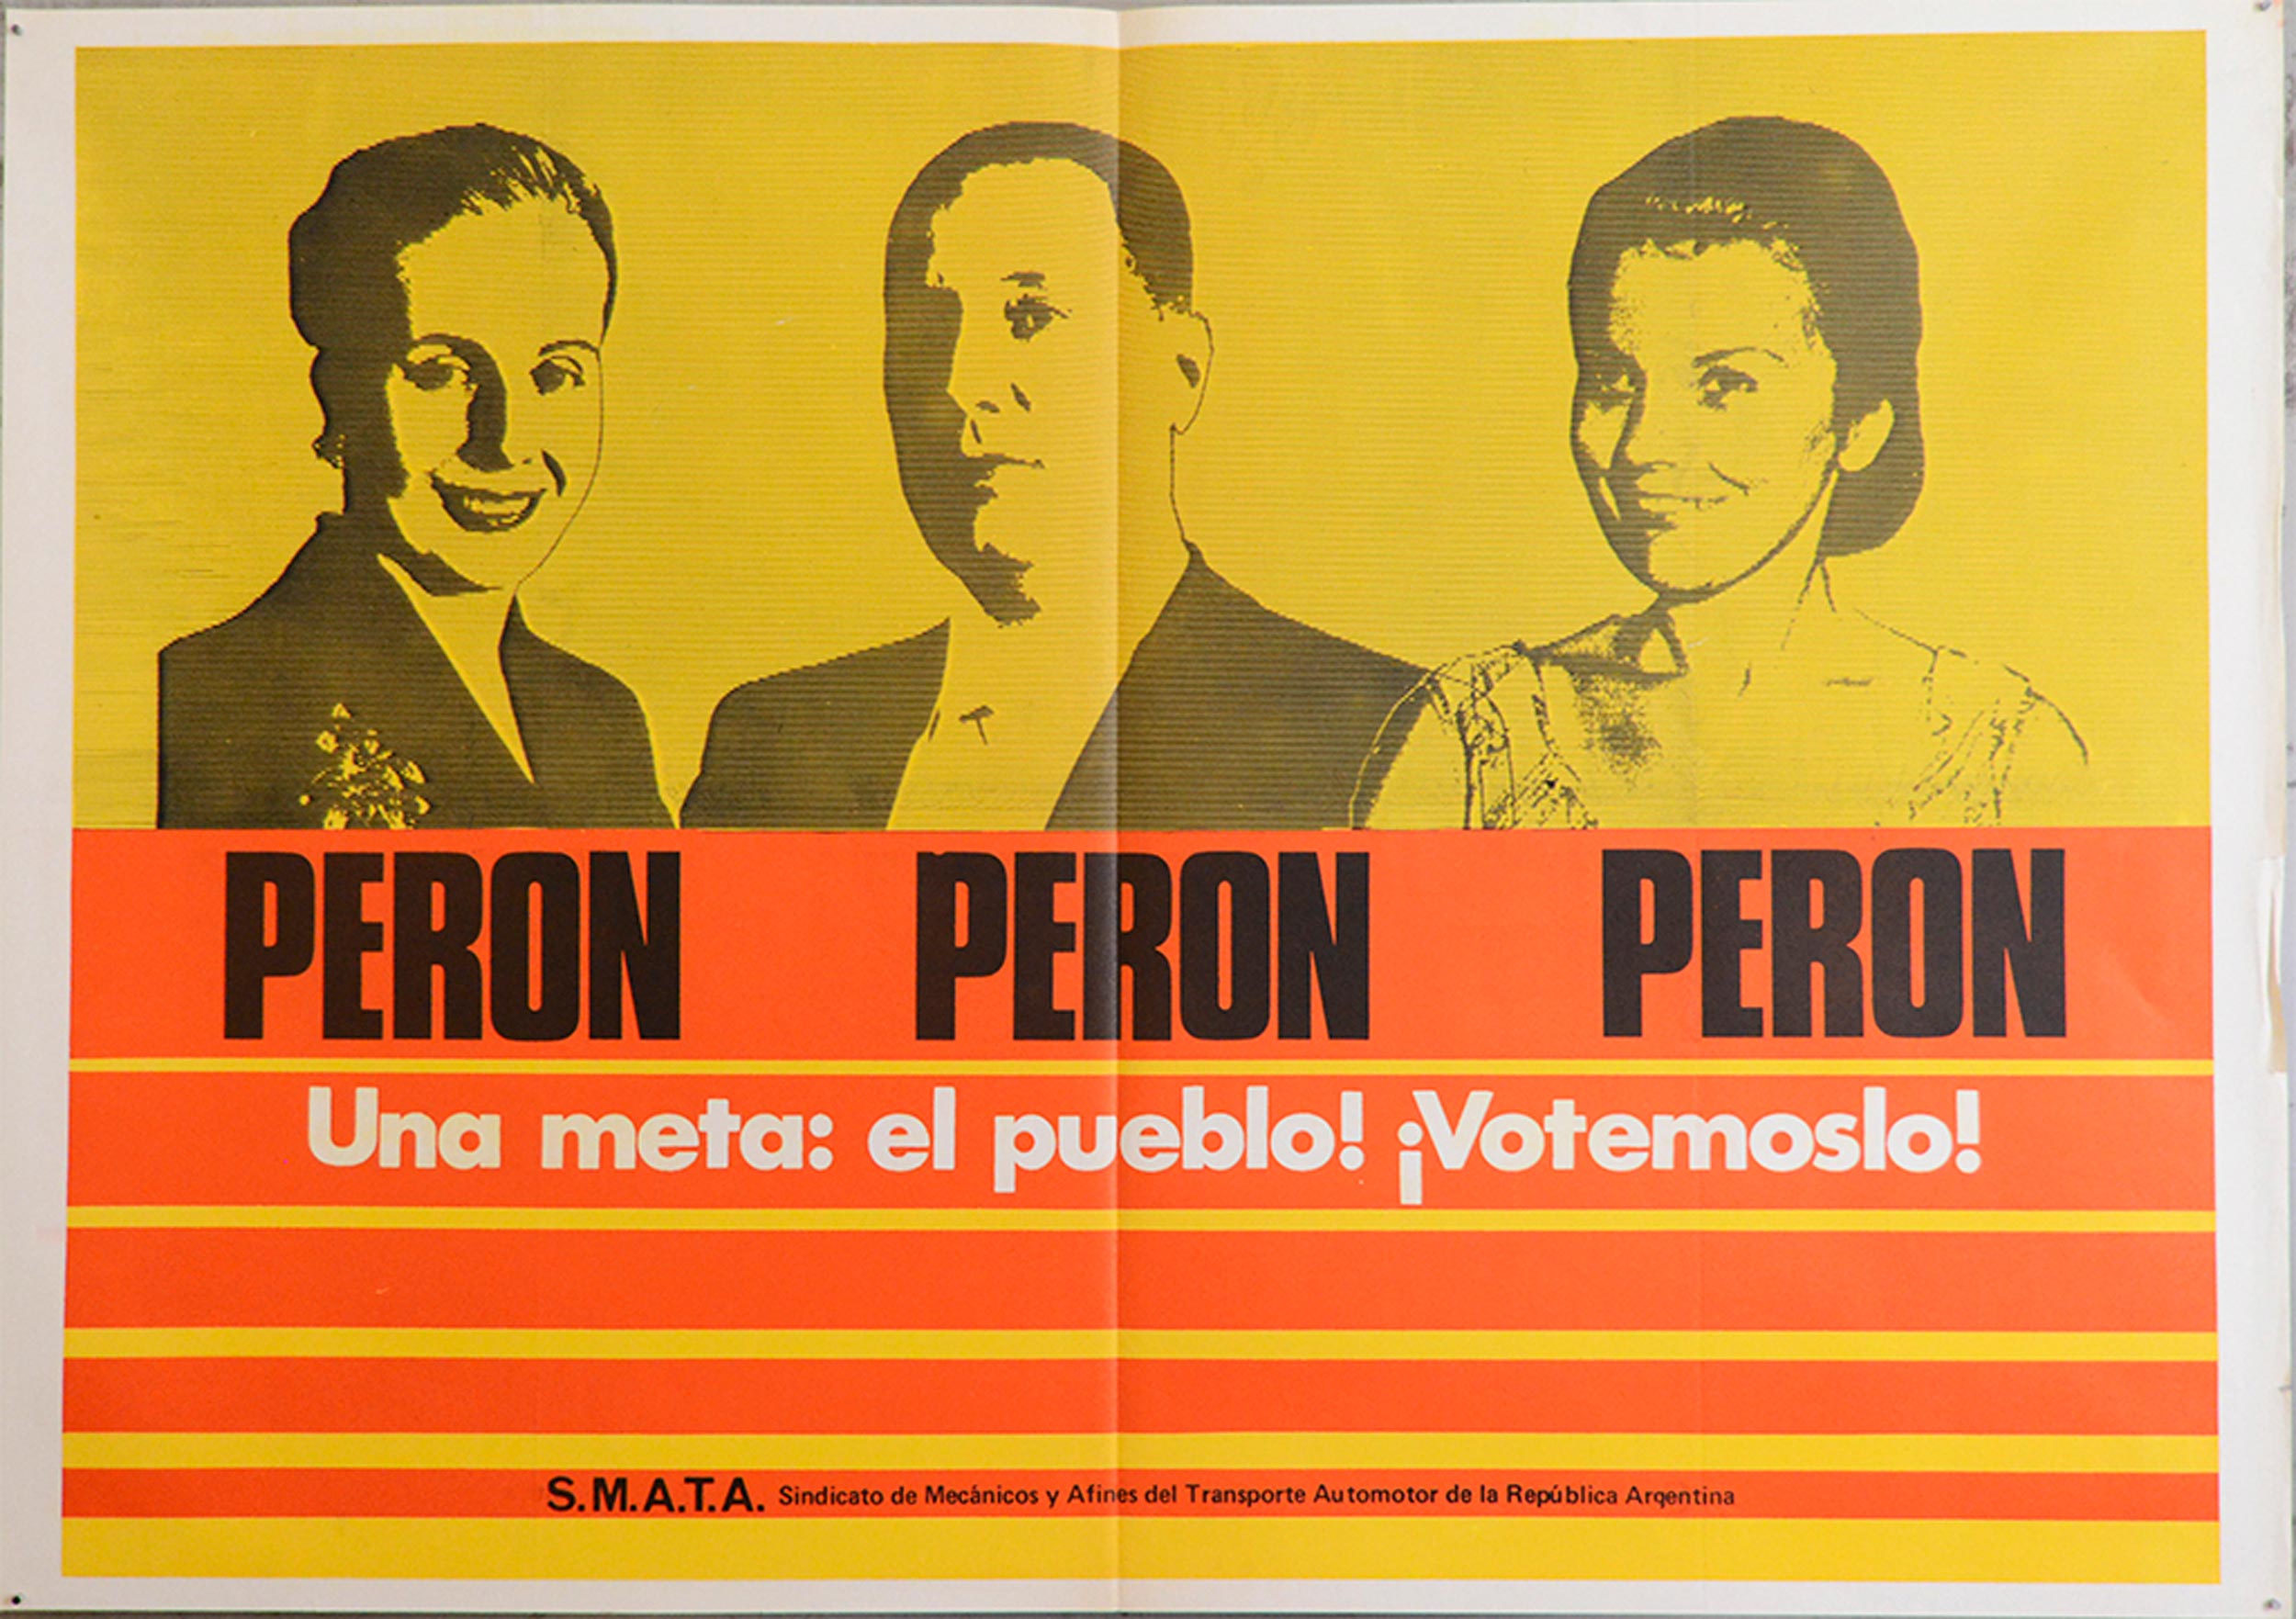 PERON PERON PERON
Una meta: el pueblo! ¡Votemoslo!
S.M.A.T.A. Sindicato de Mecánicos y Afines del Transporte Automotor de la República Argentina